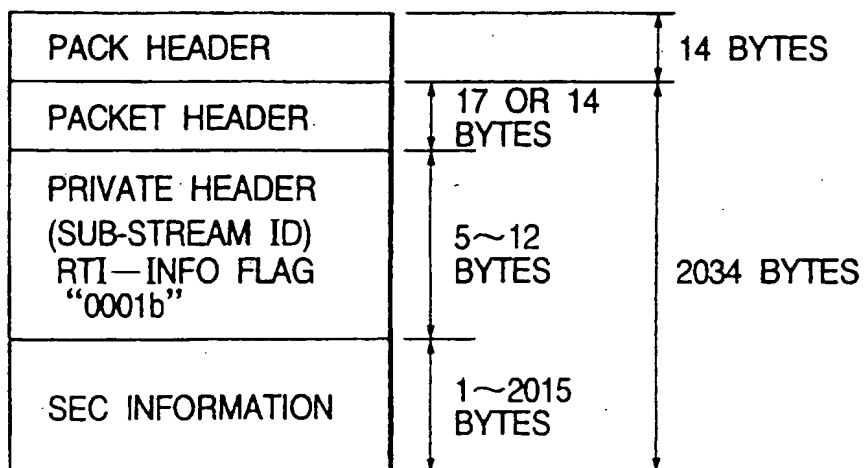 PACK HEADER
14 BYTES
PACKET HEADER
17 OR 14
BYTES
PRIVATE HEADER
(SUB-STREAM ID)
RTI—INFO FLAG
“0001b”
5～12
BYTES
2034 BYTES
SEC INFORMATION
1～2015
BYTES